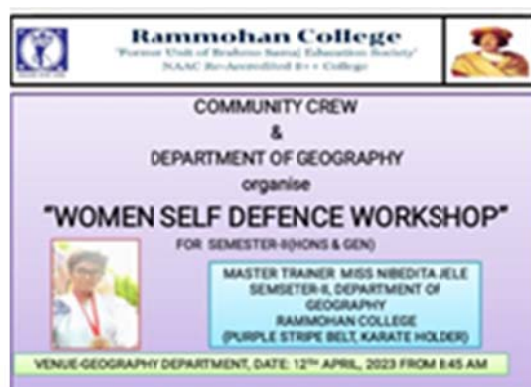 Rammohan College
'Former Unit of Brahmo Samaj Education Society'
NAAC Re-Accredited B++ College
COMMUNITY CREW
&
DEPARTMENT OF GEOGRAPHY
organise
"WOMEN SELF DEFENCE WORKSHOP"
FOR SEMESTER-II(HONS & GEN)
MASTER TRAINER MISS NIBEDITA JELE
SEMSETER-II, DEPARTMENT OF
GEOGRAPHY
RAMMOHAN COLLEGE
(PURPLE STRIPE BELT, KARATE HOLDER)
VENUE-GEOGRAPHY DEPARTMENT, DATE: 12TH APRIL, 2023 FROM 45 AM